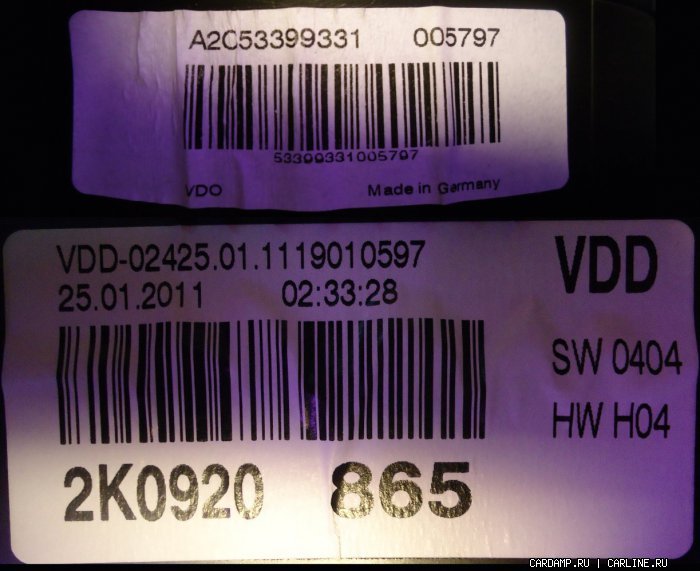 A2C53399331 005797
53399331005797
VDO Made in Germany
VDD-02425.01.1119010597
25.01.2011 02:33:28
VDD
SW 0404
HW H04
2K0920 865
CARDAMP.RU | CARLINE.RU